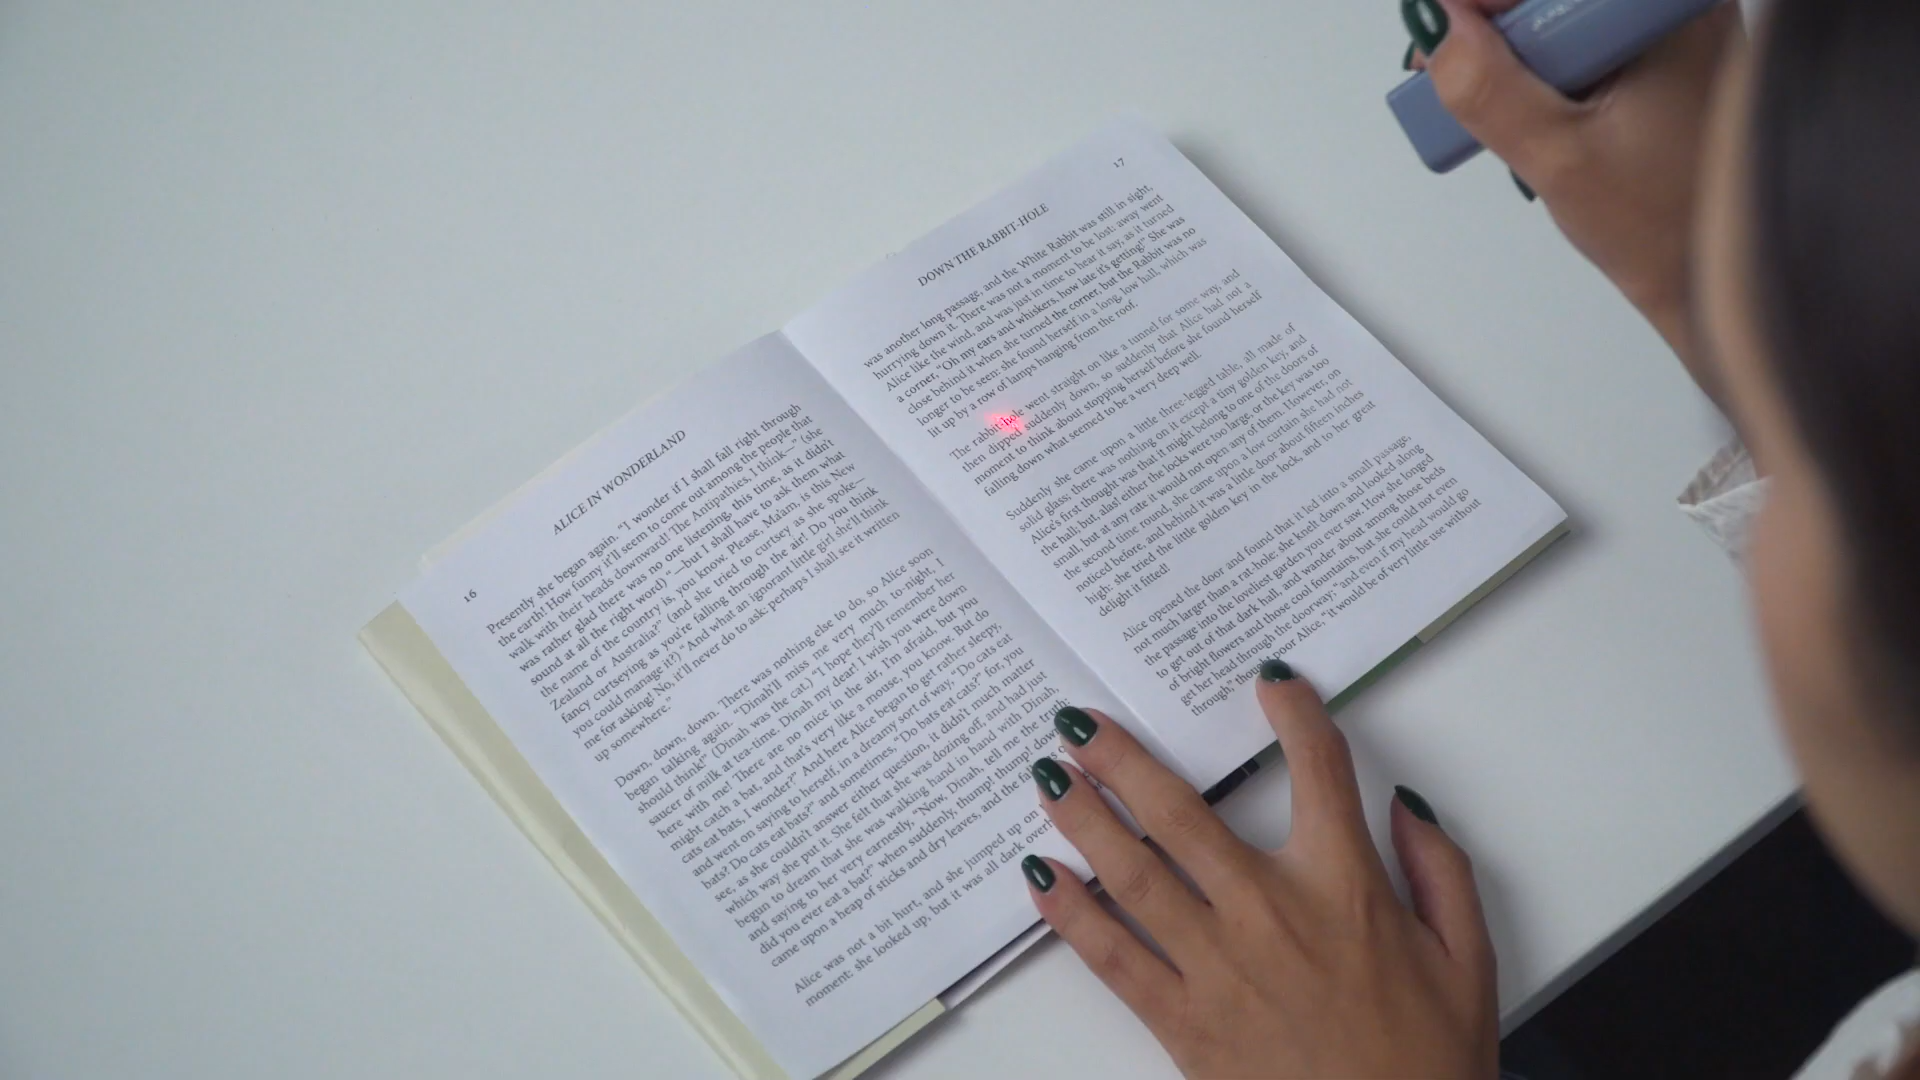 16
ALICE IN WONDERLAND
Presently she began again. “I wonder if I shall fall right through
the earth! How funny it’ll seem to come out among the people that
walk with their heads downward! The Antipathies, I think—” (she
was rather glad there was no one listening, this time, as it didn’t
sound at all the right word) “—but I shall have to ask them what
the name of the country is, you know. Please, Ma’am, is this New
Zealand or Australia?” (and she tried to curtsey as she spoke—
fancy curtseying as you’re falling through the air! Do you think
you could manage it?) “And what an ignorant little girl she’ll think
me for asking! No, it’ll never do to ask: perhaps I shall see it written
up somewhere.”
Down, down, down. There was nothing else to do, so Alice soon
began talking again. “Dinah’ll miss me very much to-night, I
should think!” (Dinah was the cat.) “I hope they’ll remember her
saucer of milk at tea-time. Dinah my dear! I wish you were down
here with me! There are no mice in the air, I’m afraid, but you
might catch a bat, and that’s very like a mouse, you know. But do
cats eat bats, I wonder?” And here Alice began to get rather sleepy,
and went on saying to herself, in a dreamy sort of way, “Do cats eat
bats? Do cats eat bats?” and sometimes, “Do bats eat cats?” for, you
see, as she couldn’t answer either question, it didn’t much matter
which way she put it. She felt that she was dozing off, and had just
begun to dream that she was walking hand in hand with Dinah,
and saying to her very earnestly, “Now, Dinah, tell me the truth:
did you ever eat a bat?” when suddenly, thump! thump! down
came upon a heap of sticks and dry leaves, and the fall
Alice was not a bit hurt, and she jumped up on
moment: she looked up, but it was all dark overh
17
DOWN THE RABBIT-HOLE
was another long passage, and the White Rabbit was still in sight,
hurrying down it. There was not a moment to be lost: away went
Alice like the wind, and was just in time to hear it say, as it turned
a corner, “Oh my ears and whiskers, how late it’s getting!” She was
close behind it when she turned the corner, but the Rabbit was no
longer to be seen: she found herself in a long, low hall, which was
lit up by a row of lamps hanging from the roof.
The rabbit-hole went straight on like a tunnel for some way, and
then dipped suddenly down, so suddenly that Alice had not a
moment to think about stopping herself before she found herself
falling down what seemed to be a very deep well.
Suddenly she came upon a little three-legged table, all made of
solid glass; there was nothing on it except a tiny golden key, and
Alice’s first thought was that it might belong to one of the doors of
the hall; but, alas! either the locks were too large, or the key was too
small, but at any rate it would not open any of them. However, on
the second time round, she came upon a low curtain she had not
noticed before, and behind it was a little door about fifteen inches
high: she tried the little golden key in the lock, and to her great
delight it fitted!
Alice opened the door and found that it led into a small passage,
not much larger than a rat-hole: she knelt down and looked along
the passage into the loveliest garden you ever saw. How she longed
to get out of that dark hall, and wander about among those beds
of bright flowers and those cool fountains, but she could not even
get her head through the doorway; “and even if my head would go
through,” thought poor Alice, “it would be of very little use without